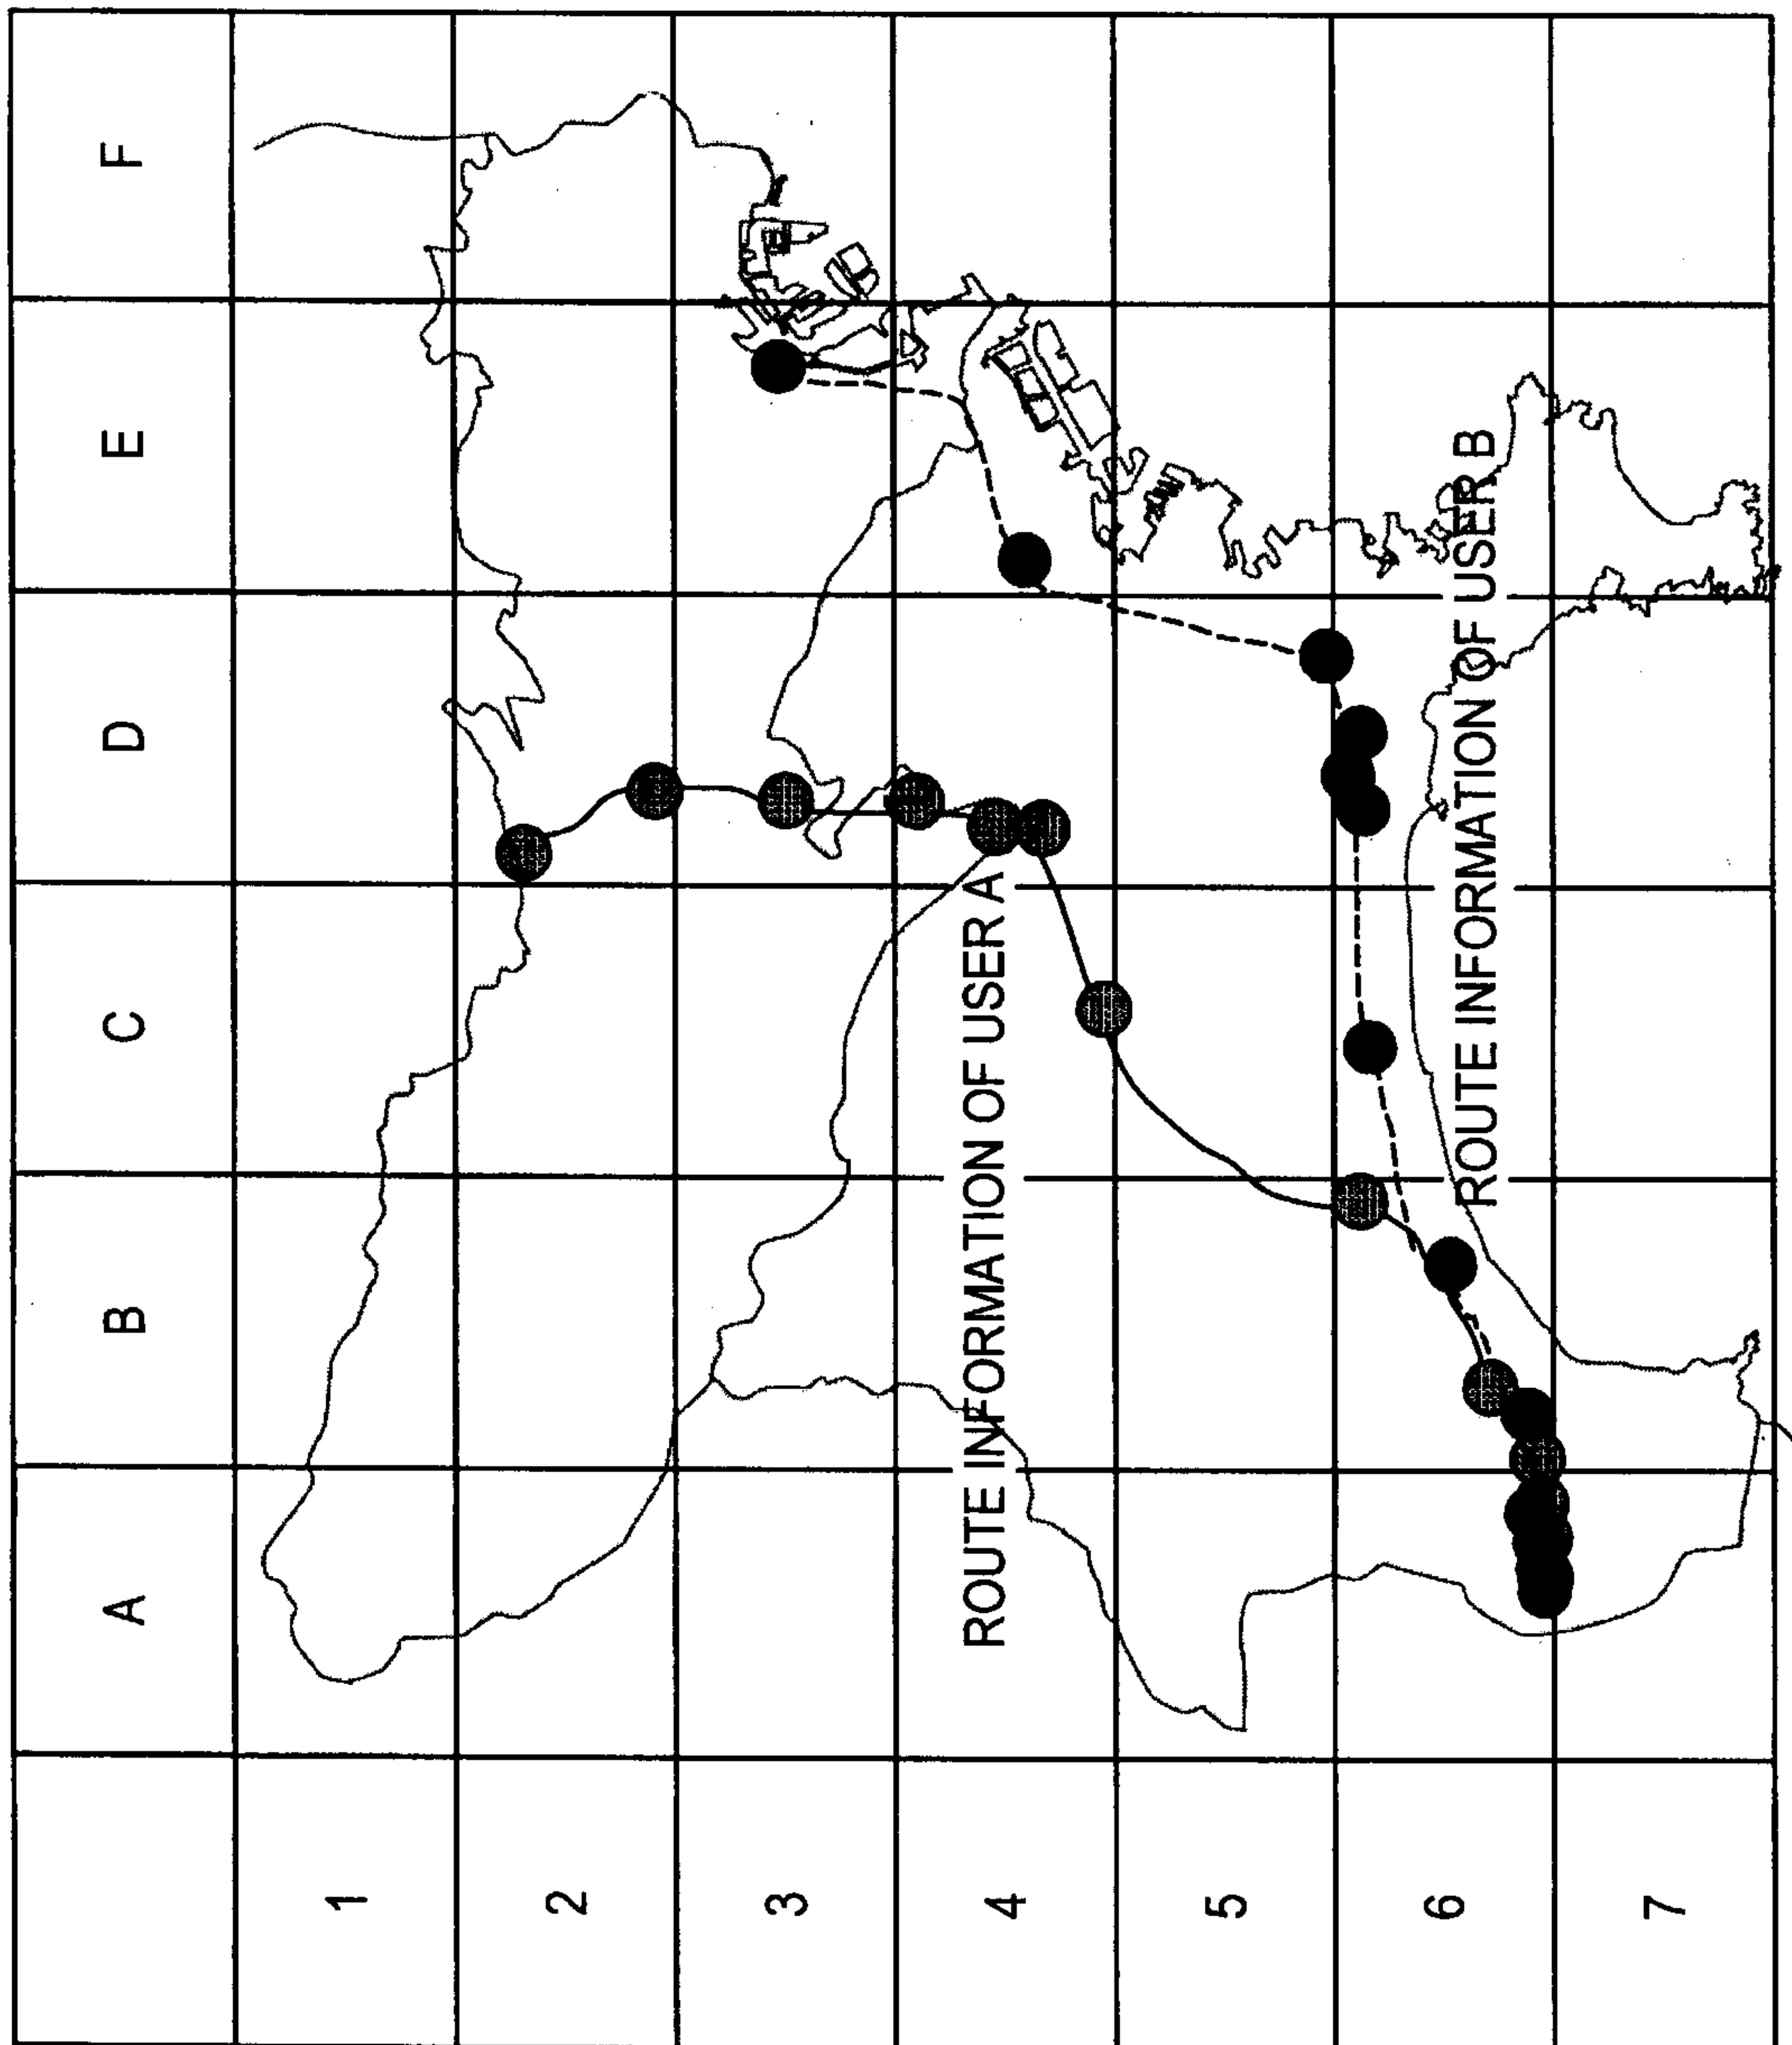 A B C D E F
1
2
3
4
5
6
7
ROUTE INFORMATION OF USER A
ROUTE INFORMATION OF USER B